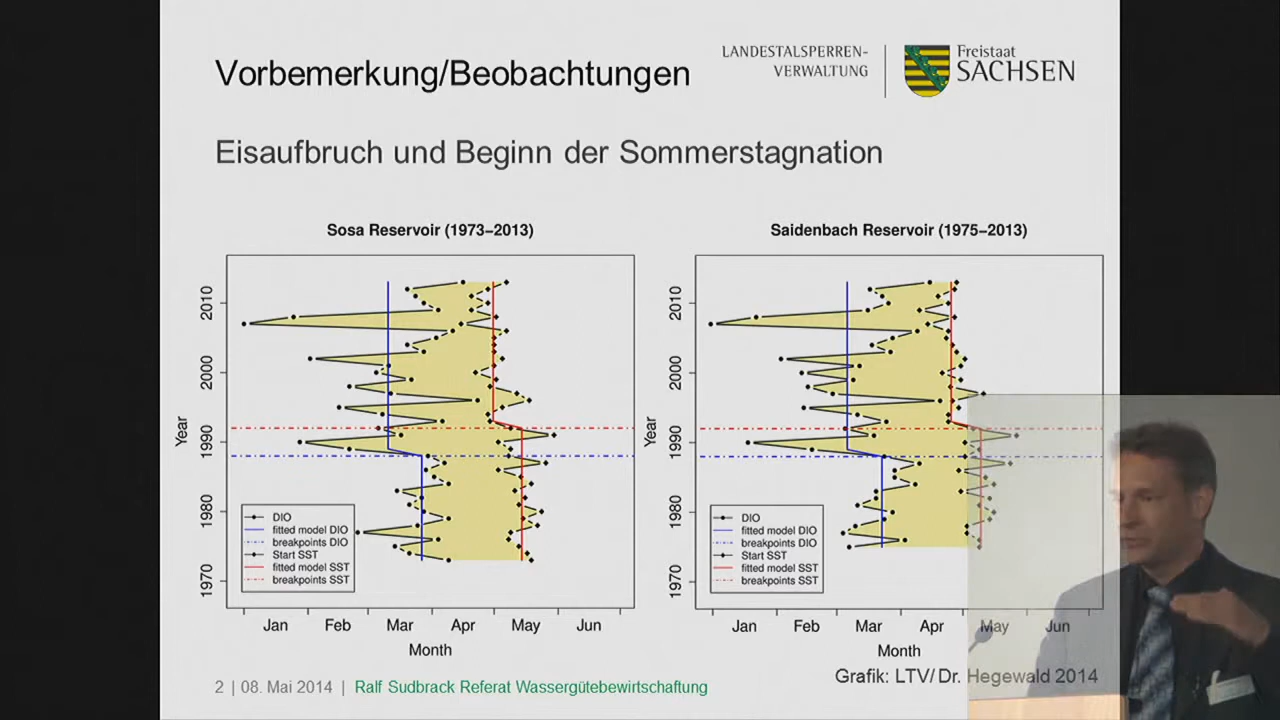 Vorbemerkung/Beobachtungen
LANDESTALSPERREN-
VERWALTUNG
Freistaat
SACHSEN
Eisaufbruch und Beginn der Sommerstagnation
Sosa Reservoir (1973–2013)
Year
2010
2000
1990
1980
1970
DIO
fitted model DIO
breakpoints DIO
Start SST
fitted model SST
breakpoints SST
Jan Feb Mar Apr May Jun
Month
Saidenbach Reservoir (1975–2013)
Year
2010
2000
1990
1980
1970
DIO
fitted model DIO
breakpoints DIO
Start SST
fitted model SST
breakpoints SST
Jan Feb Mar Apr May Jun
Month
Grafik: LTV/ Dr. Hegewald 2014
2 | 08. Mai 2014 | Ralf Sudbrack Referat Wassergütebewirtschaftung